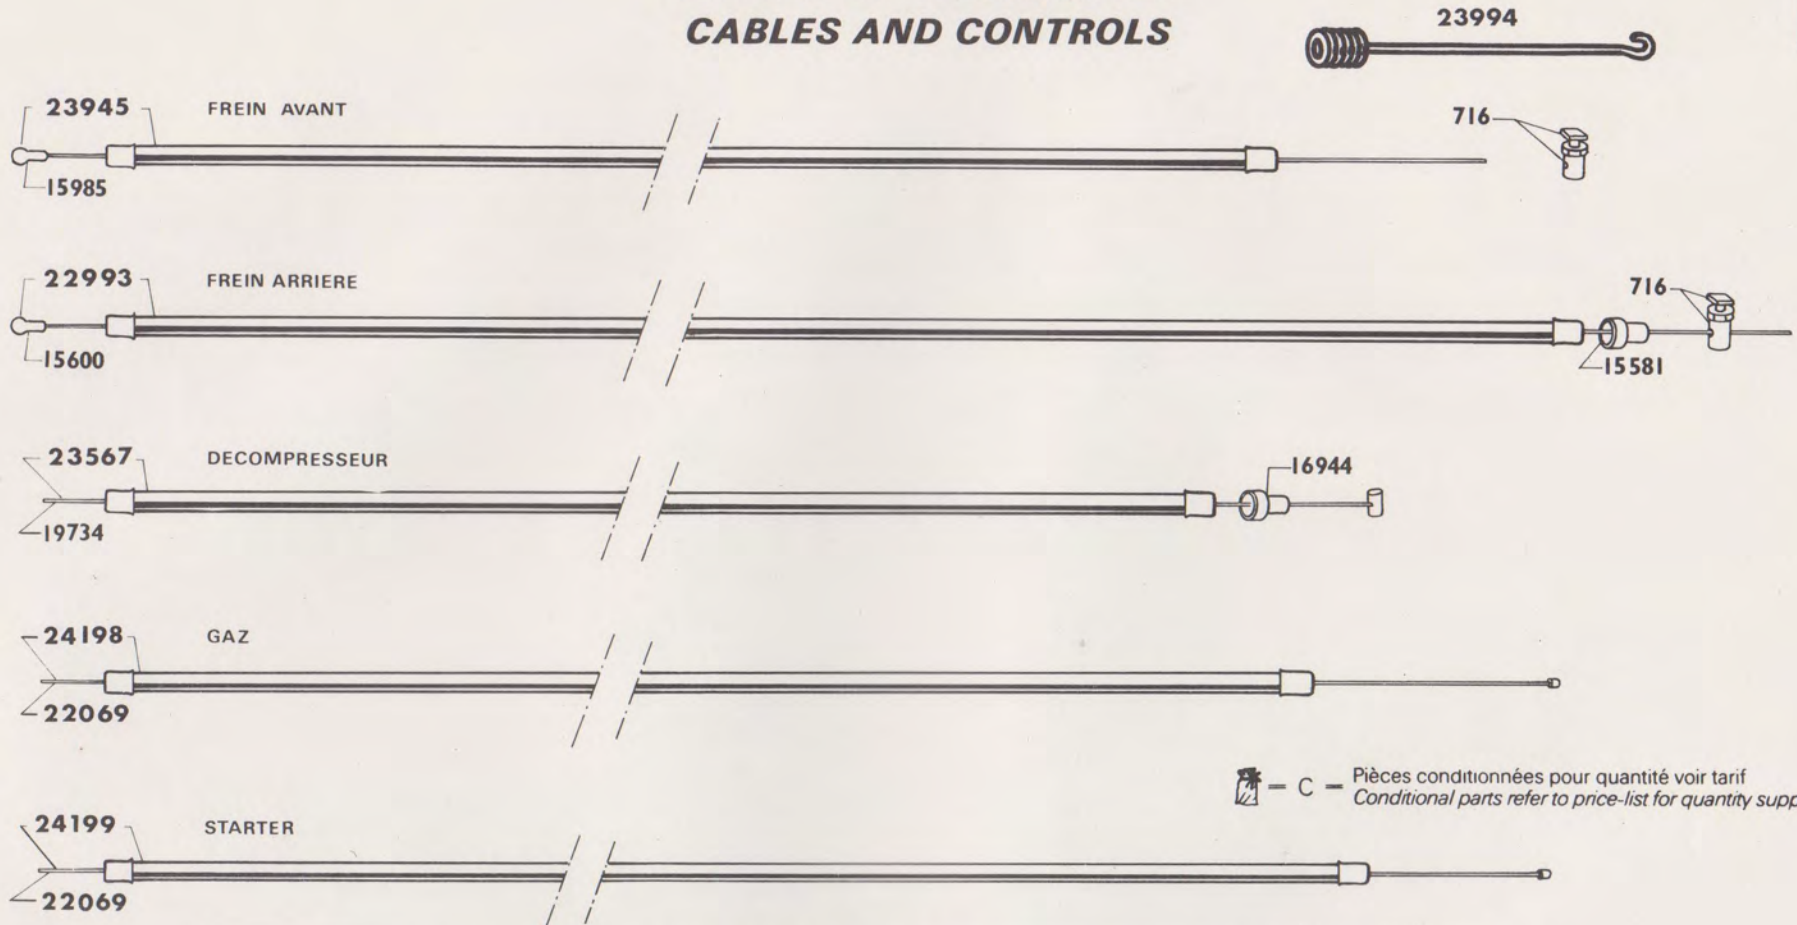 CABLES AND CONTROLS
23994
23945 FREIN AVANT
716
15985
22993 FREIN ARRIERE
716
15600
15581
23567 DECOMPRESSEUR
16944
19734
24198 GAZ
22069
= C = Pièces conditionnées pour quantité voir tarif
Conditional parts refer to price-list for quantity supp
24199 STARTER
22069